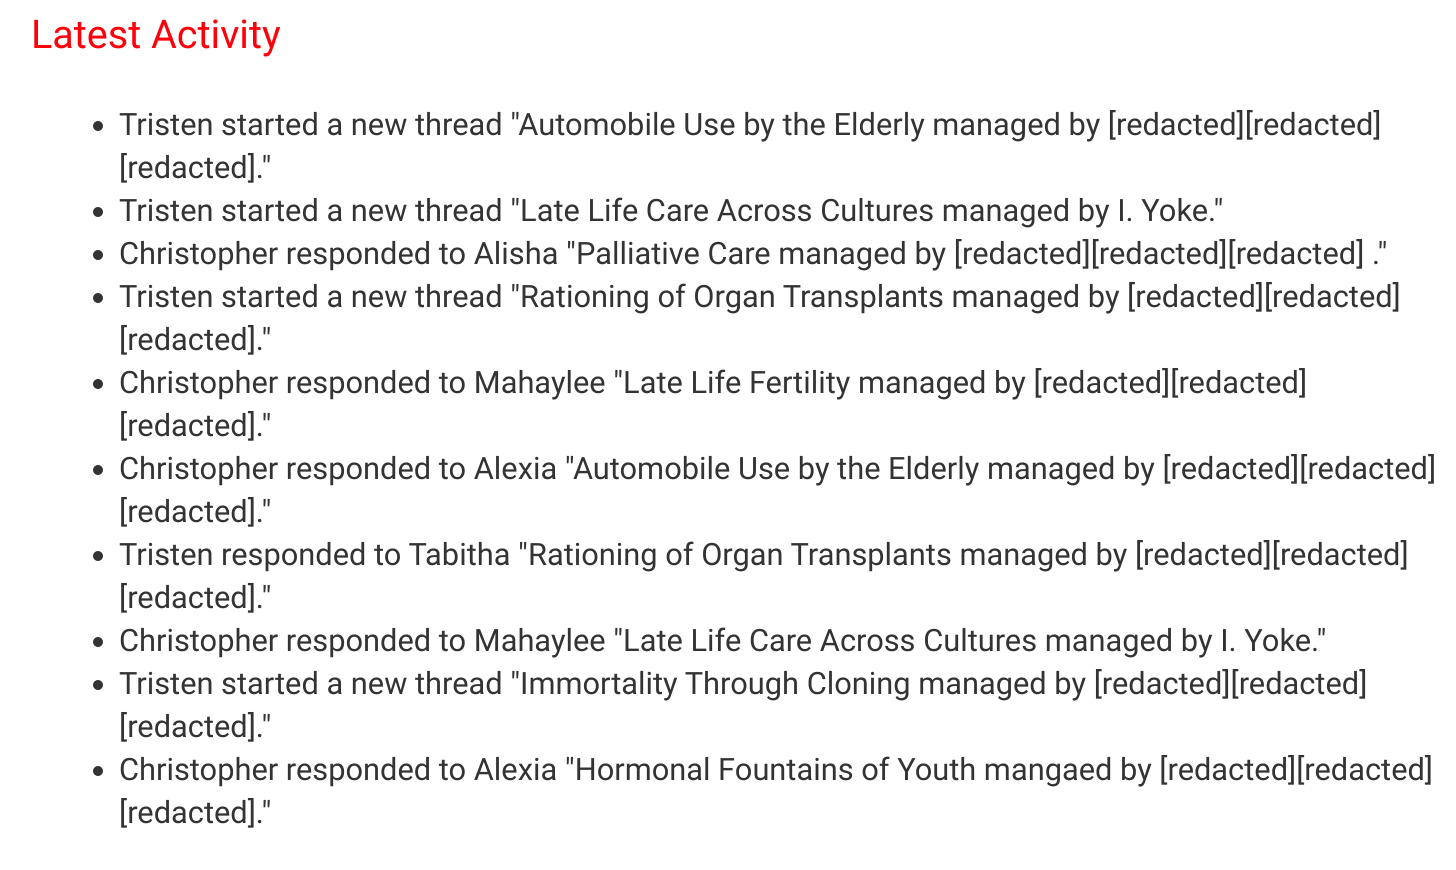 Latest Activity
• Tristen started a new thread "Automobile Use by the Elderly managed by [redacted][redacted]
[redacted]."
• Tristen started a new thread "Late Life Care Across Cultures managed by I. Yoke."
• Christopher responded to Alisha "Palliative Care managed by [redacted][redacted][redacted] ."
• Tristen started a new thread "Rationing of Organ Transplants managed by [redacted][redacted]
[redacted]."
• Christopher responded to Mahaylee "Late Life Fertility managed by [redacted][redacted]
[redacted]."
• Christopher responded to Alexia "Automobile Use by the Elderly managed by [redacted][redacted]
[redacted]."
• Tristen responded to Tabitha "Rationing of Organ Transplants managed by [redacted][redacted]
[redacted]."
• Christopher responded to Mahaylee "Late Life Care Across Cultures managed by I. Yoke."
• Tristen started a new thread "Immortality Through Cloning managed by [redacted][redacted]
[redacted]."
• Christopher responded to Alexia "Hormonal Fountains of Youth mangaed by [redacted][redacted]
[redacted]."